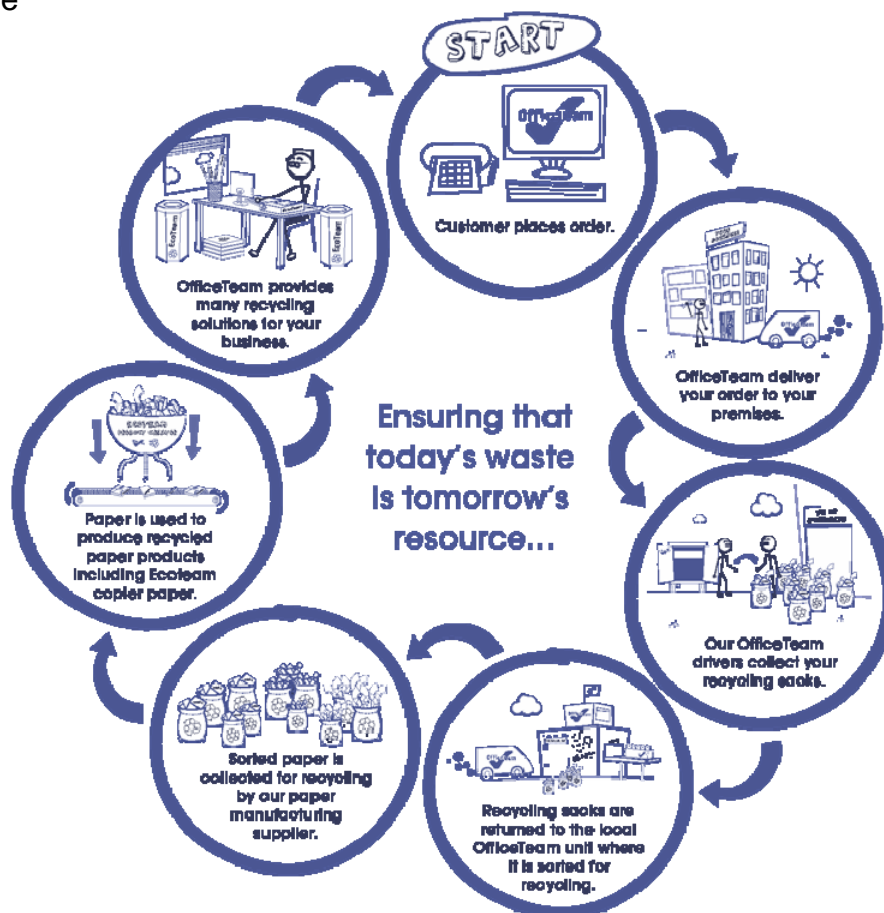 e
START
OfficeTeam
Customer places order.
OfficeTeam deliver
your order to your
premises.
Our OfficeTeam
drivers collect your
recycling sacks.
Recycling sacks are
returned to the local
OfficeTeam unit where
it is sorted for
recycling.
Sorted paper is
collected for recycling
by our paper
manufacturing
supplier.
Paper is used to
produce recycled
paper products
including Ecoteam
copier paper.
EcoTeam
EcoTeam
OfficeTeam provides
many recycling
solutions for your
business.
Ensuring that
today's waste
is tomorrow's
resource...